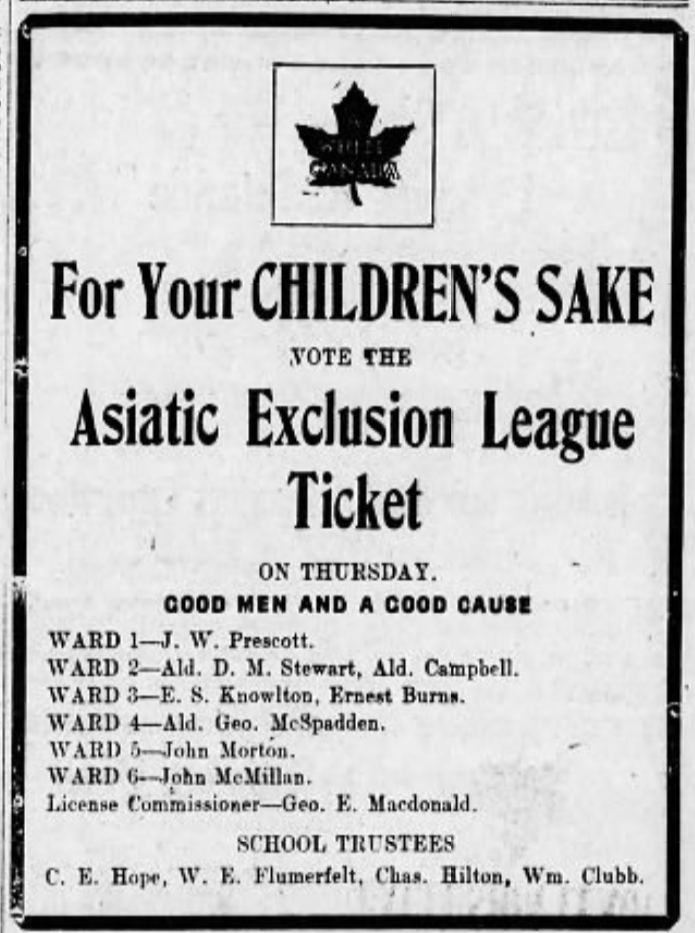 A
WHITE
CANADA
For Your CHILDREN'S SAKE
VOTE THE
Asiatic Exclusion League
Ticket
ON THURSDAY.
GOOD MEN AND A GOOD CAUSE
WARD 1—J. W. Prescott.
WARD 2—Ald. D. M. Stewart, Ald. Campbell.
WARD 3—E. S. Knowlton, Ernest Burns.
WARD 4—Ald. Geo. McSpadden.
WARD 5—John Morton.
WARD 6—John McMillan.
License Commissioner—Geo. E. Macdonald.
SCHOOL TRUSTEES
C. E. Hope, W. E. Flumerfelt, Chas. Hilton, Wm. Clubb.